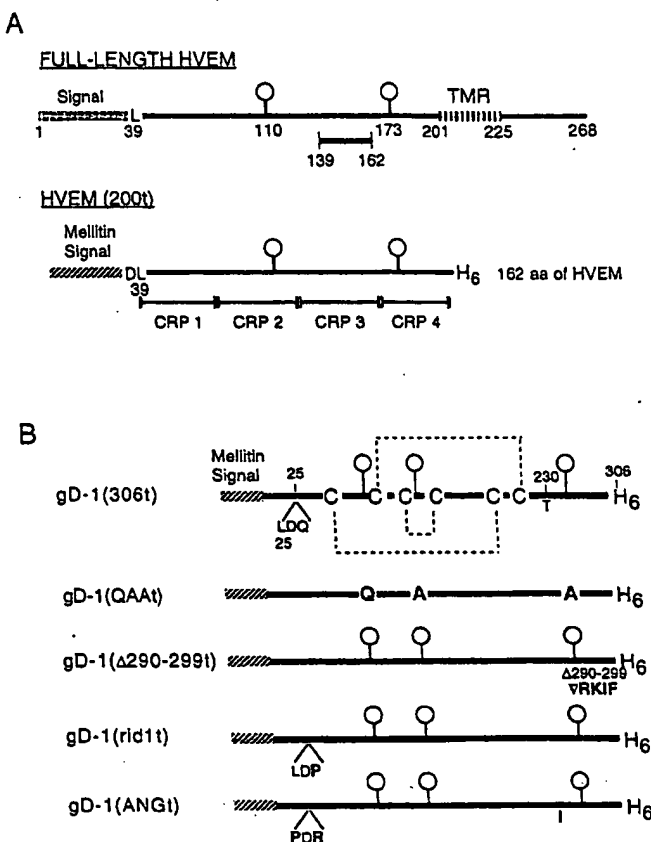 A
FULL-LENGTH HVEM
Signal TMR
L
1 39 110 173 201 225 268
139 162
HVEM (200t)
Mellitin
Signal
DL H6 162 aa of HVEM
39
CRP 1 CRP 2 CRP 3 CRP 4
B
Mellitin
Signal 25 230 306
gD-1(306t) C C C C C C H6
LDQ T
25
gD-1(QAAt) Q A A H6
gD-1(Δ290-299t) H6
Δ290-299
∇RKIF
gD-1(rid1t) H6
LDP
gD-1(ANGt) H6
PDR I